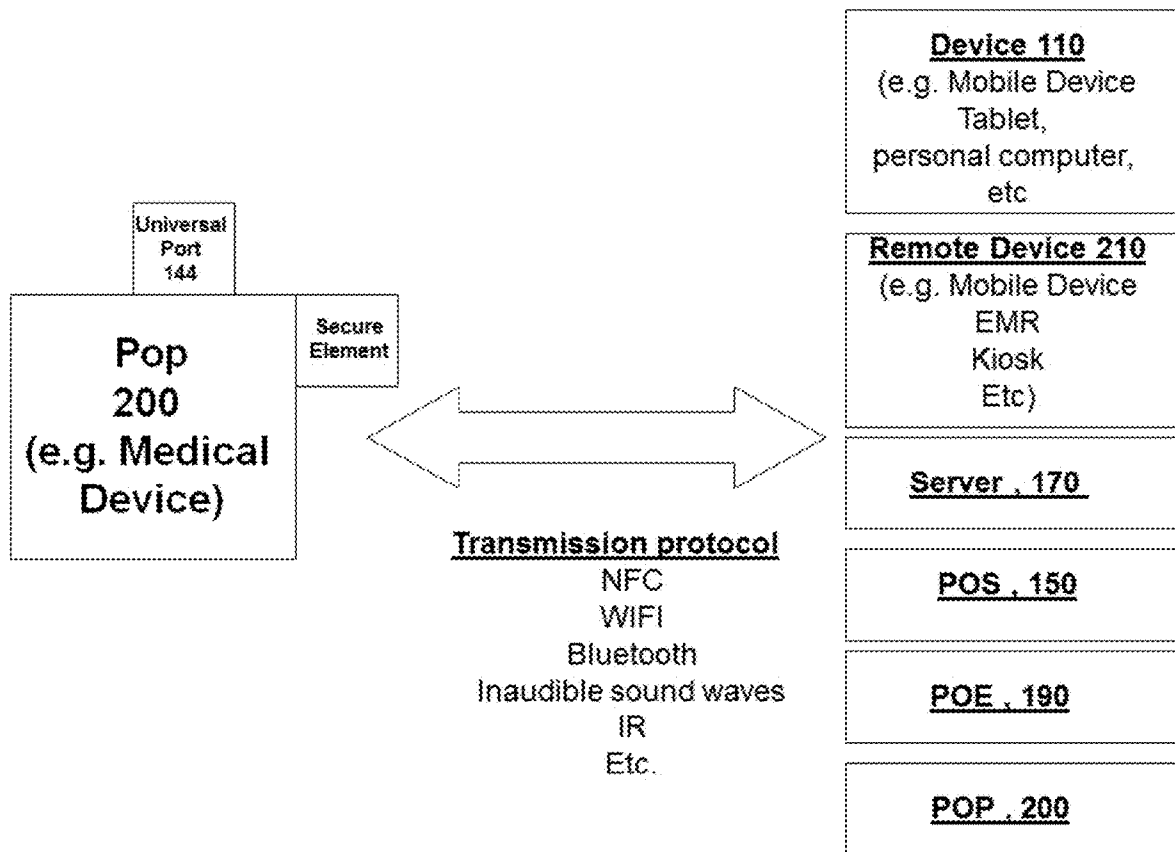 Universal
Port
144
Secure
Element
Pop
200
(e.g. Medical
Device)
Transmission protocol
NFC
WIFI
Bluetooth
Inaudible sound waves
IR
Etc.
Device 110
(e.g. Mobile Device
Tablet,
personal computer,
etc
Remote Device 210
(e.g. Mobile Device
EMR
Kiosk
Etc)
Server , 170
POS , 150
POE , 190
POP , 200